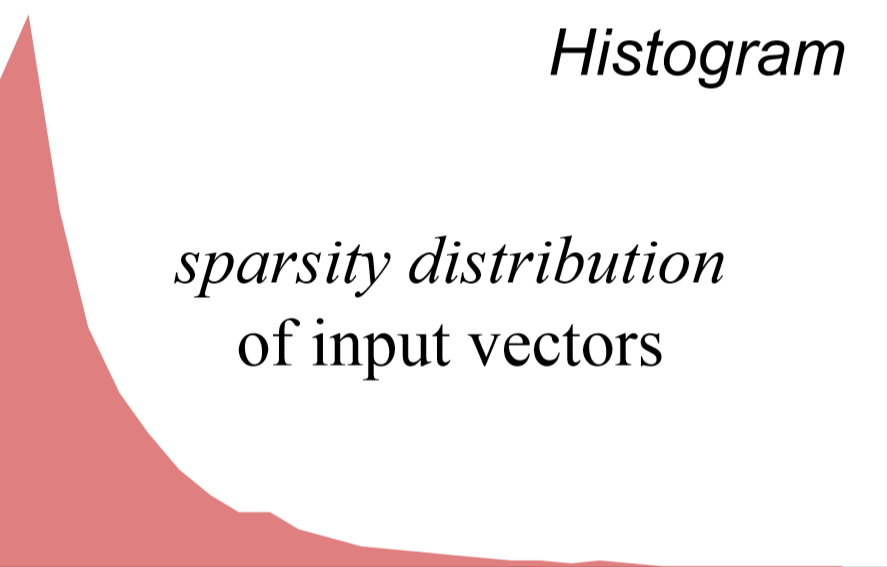 Histogram
sparsity distribution
of input vectors